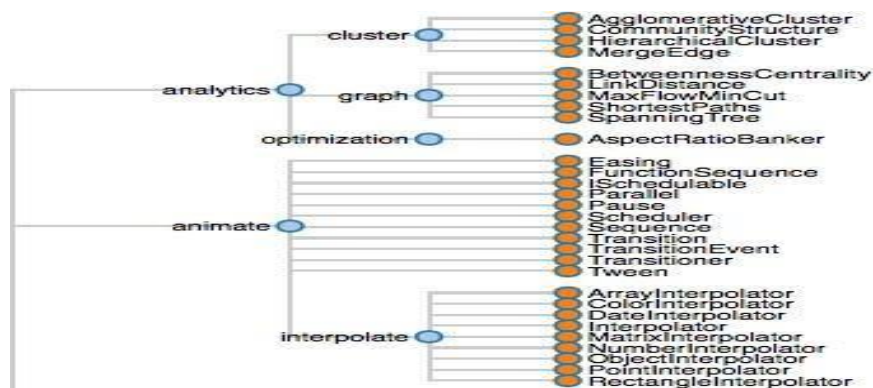 cluster
AgglomerativeCluster
CommunityStructure
HierarchicalCluster
MergeEdge
analytics
graph
BetweennessCentrality
LinkDistance
MaxFlowMinCut
ShortestPaths
SpanningTree
optimization
AspectRatioBanker
animate
Easing
FunctionSequence
ISchedulable
Parallel
Pause
Scheduler
Sequence
Transition
TransitionEvent
Transitioner
Tween
interpolate
ArrayInterpolator
ColorInterpolator
DateInterpolator
Interpolator
MatrixInterpolator
NumberInterpolator
ObjectInterpolator
PointInterpolator
RectangleInterpolator